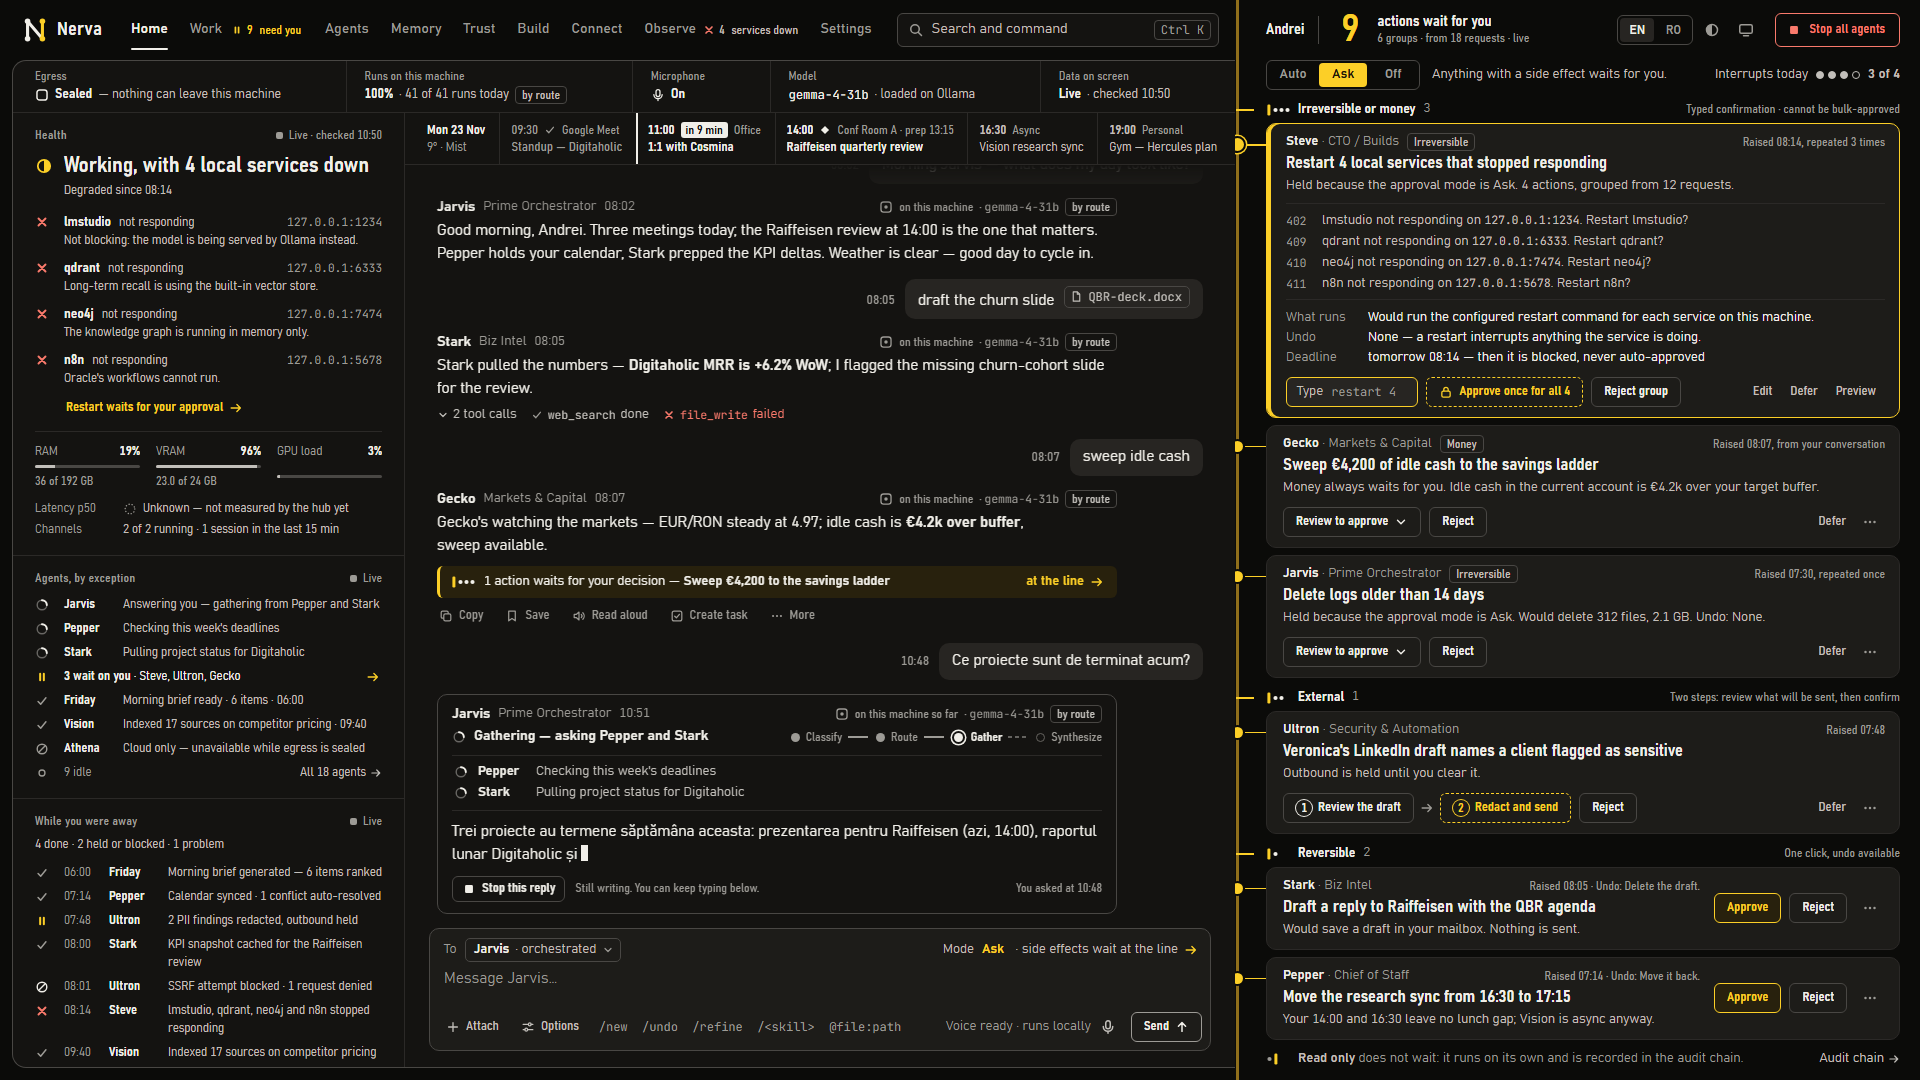 Nerva
Home
Work 9 need you
Agents
Memory
Trust
Build
Connect
Observe 4 services down
Settings
Search and command Ctrl K
Egress
Sealed — nothing can leave this machine
Runs on this machine
100% · 41 of 41 runs today by route
Microphone
On
Model
gemma-4-31b · loaded on Ollama
Data on screen
Live · checked 10:50
Health Live · checked 10:50
Working, with 4 local services down
Degraded since 08:14
lmstudio not responding 127.0.0.1:1234
Not blocking: the model is being served by Ollama instead.
qdrant not responding 127.0.0.1:6333
Long-term recall is using the built-in vector store.
neo4j not responding 127.0.0.1:7474
The knowledge graph is running in memory only.
n8n not responding 127.0.0.1:5678
Oracle's workflows cannot run.
Restart waits for your approval →
RAM 19%
36 of 192 GB
VRAM 96%
23.0 of 24 GB
GPU load 3%
Latency p50 Unknown — not measured by the hub yet
Channels 2 of 2 running · 1 session in the last 15 min
Agents, by exception Live
Jarvis Answering you — gathering from Pepper and Stark
Pepper Checking this week's deadlines
Stark Pulling project status for Digitaholic
3 wait on you · Steve, Ultron, Gecko →
Friday Morning brief ready · 6 items · 06:00
Vision Indexed 17 sources on competitor pricing · 09:40
Athena Cloud only — unavailable while egress is sealed
9 idle All 18 agents →
While you were away Live
4 done · 2 held or blocked · 1 problem
06:00 Friday Morning brief generated — 6 items ranked
07:14 Pepper Calendar synced · 1 conflict auto-resolved
07:48 Ultron 2 PII findings redacted, outbound held
08:00 Stark KPI snapshot cached for the Raiffeisen
review
08:01 Ultron SSRF attempt blocked · 1 request denied
08:14 Steve lmstudio, qdrant, neo4j and n8n stopped
responding
09:40 Vision Indexed 17 sources on competitor pricing
Mon 23 Nov
9° · Mist
09:30 Google Meet
Standup — Digitaholic
11:00 in 9 min Office
1:1 with Cosmina
14:00 Conf Room A · prep 13:15
Raiffeisen quarterly review
16:30 Async
Vision research sync
19:00 Personal
Gym — Hercules plan
Jarvis Prime Orchestrator 08:02 on this machine · gemma-4-31b by route
Good morning, Andrei. Three meetings today; the Raiffeisen review at 14:00 is the one that matters.
Pepper holds your calendar, Stark prepped the KPI deltas. Weather is clear — good day to cycle in.
08:05 draft the churn slide QBR-deck.docx
Stark Biz Intel 08:05 on this machine · gemma-4-31b by route
Stark pulled the numbers — Digitaholic MRR is +6.2% WoW; I flagged the missing churn-cohort slide
for the review.
2 tool calls web_search done file_write failed
08:07 sweep idle cash
Gecko Markets & Capital 08:07 on this machine · gemma-4-31b by route
Gecko's watching the markets — EUR/RON steady at 4.97; idle cash is €4.2k over buffer,
sweep available.
1 action waits for your decision — Sweep €4,200 to the savings ladder at the line →
Copy Save Read aloud Create task More
10:48 Ce proiecte sunt de terminat acum?
Jarvis Prime Orchestrator 10:51 on this machine so far · gemma-4-31b by route
Gathering — asking Pepper and Stark Classify Route Gather Synthesize
Pepper Checking this week's deadlines
Stark Pulling project status for Digitaholic
Trei proiecte au termene săptămâna aceasta: prezentarea pentru Raiffeisen (azi, 14:00), raportul
lunar Digitaholic și
Stop this reply Still writing. You can keep typing below. You asked at 10:48
To Jarvis · orchestrated Mode Ask · side effects wait at the line →
Message Jarvis...
Attach Options /new /undo /refine /<skill> @file:path Voice ready · runs locally Send ↑
Andrei 9 actions wait for you
6 groups · from 18 requests · live
EN RO
Stop all agents
Auto Ask Off Anything with a side effect waits for you. Interrupts today 3 of 4
Irreversible or money 3 Typed confirmation · cannot be bulk-approved
Steve · CTO / Builds Irreversible Raised 08:14, repeated 3 times
Restart 4 local services that stopped responding
Held because the approval mode is Ask. 4 actions, grouped from 12 requests.
402 lmstudio not responding on 127.0.0.1:1234. Restart lmstudio?
409 qdrant not responding on 127.0.0.1:6333. Restart qdrant?
410 neo4j not responding on 127.0.0.1:7474. Restart neo4j?
411 n8n not responding on 127.0.0.1:5678. Restart n8n?
What runs Would run the configured restart command for each service on this machine.
Undo None — a restart interrupts anything the service is doing.
Deadline tomorrow 08:14 — then it is blocked, never auto-approved
Type restart 4 Approve once for all 4 Reject group Edit Defer Preview
Gecko · Markets & Capital Money Raised 08:07, from your conversation
Sweep €4,200 of idle cash to the savings ladder
Money always waits for you. Idle cash in the current account is €4.2k over your target buffer.
Review to approve Reject Defer
Jarvis · Prime Orchestrator Irreversible Raised 07:30, repeated once
Delete logs older than 14 days
Held because the approval mode is Ask. Would delete 312 files, 2.1 GB. Undo: None.
Review to approve Reject Defer
External 1 Two steps: review what will be sent, then confirm
Ultron · Security & Automation Raised 07:48
Veronica's LinkedIn draft names a client flagged as sensitive
Outbound is held until you clear it.
1 Review the draft → 2 Redact and send Reject Defer
Reversible 2 One click, undo available
Stark · Biz Intel Raised 08:05 · Undo: Delete the draft.
Draft a reply to Raiffeisen with the QBR agenda
Would save a draft in your mailbox. Nothing is sent.
Approve Reject
Pepper · Chief of Staff Raised 07:14 · Undo: Move it back.
Move the research sync from 16:30 to 17:15
Your 14:00 and 16:30 leave no lunch gap; Vision is async anyway.
Approve Reject
Read only does not wait: it runs on its own and is recorded in the audit chain. Audit chain →